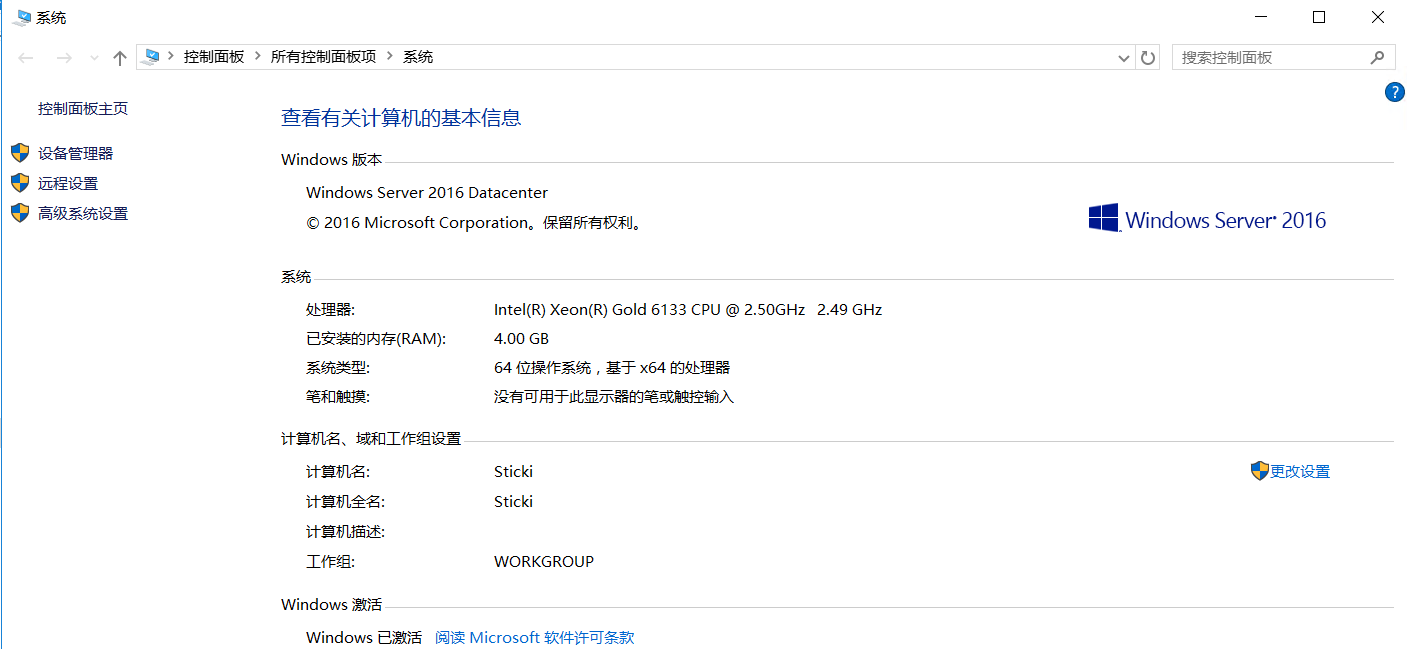 系统
控制面板 所有控制面板项 系统
搜索控制面板
?
控制面板主页
设备管理器
远程设置
高级系统设置
查看有关计算机的基本信息
Windows 版本
Windows Server 2016 Datacenter
© 2016 Microsoft Corporation。保留所有权利。
Windows Server 2016
系统
处理器: Intel(R) Xeon(R) Gold 6133 CPU @ 2.50GHz 2.49 GHz
已安装的内存(RAM): 4.00 GB
系统类型: 64 位操作系统，基于 x64 的处理器
笔和触摸: 没有可用于此显示器的笔或触控输入
计算机名、域和工作组设置
计算机名: Sticki 更改设置
计算机全名: Sticki
计算机描述:
工作组: WORKGROUP
Windows 激活
Windows 已激活 阅读 Microsoft 软件许可条款